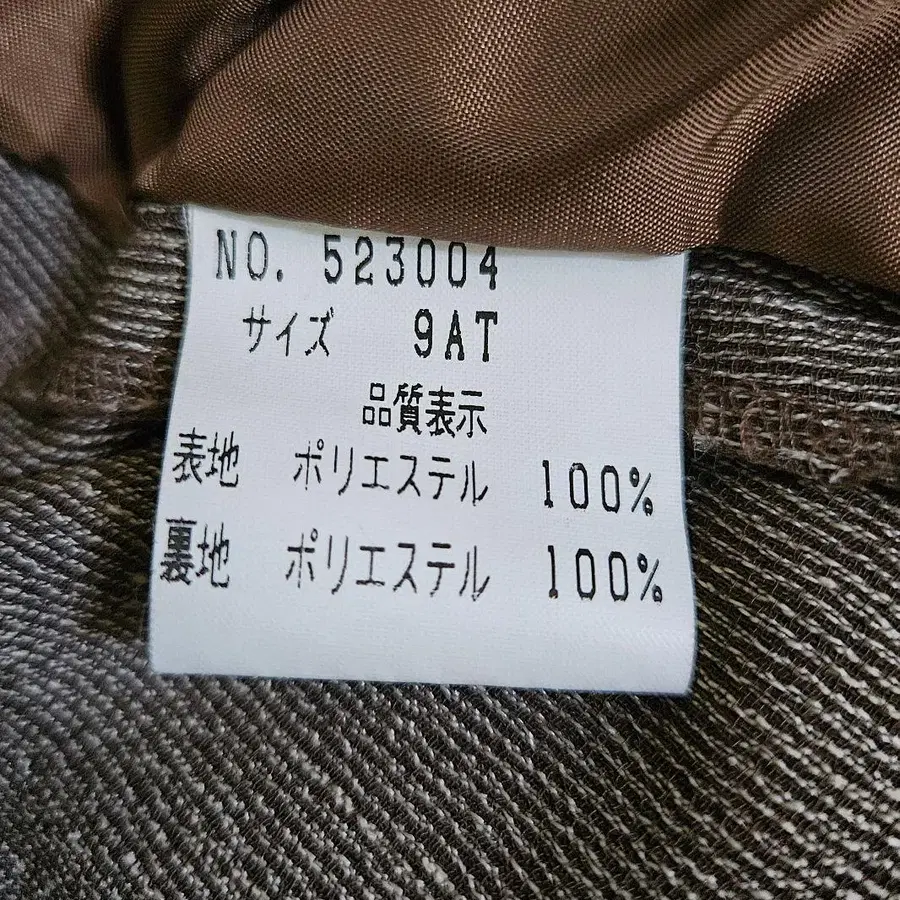 NO. 523004
サイズ 9AT
品質表示
表地 ポリエステル 100%
裏地 ポリエステル 100%